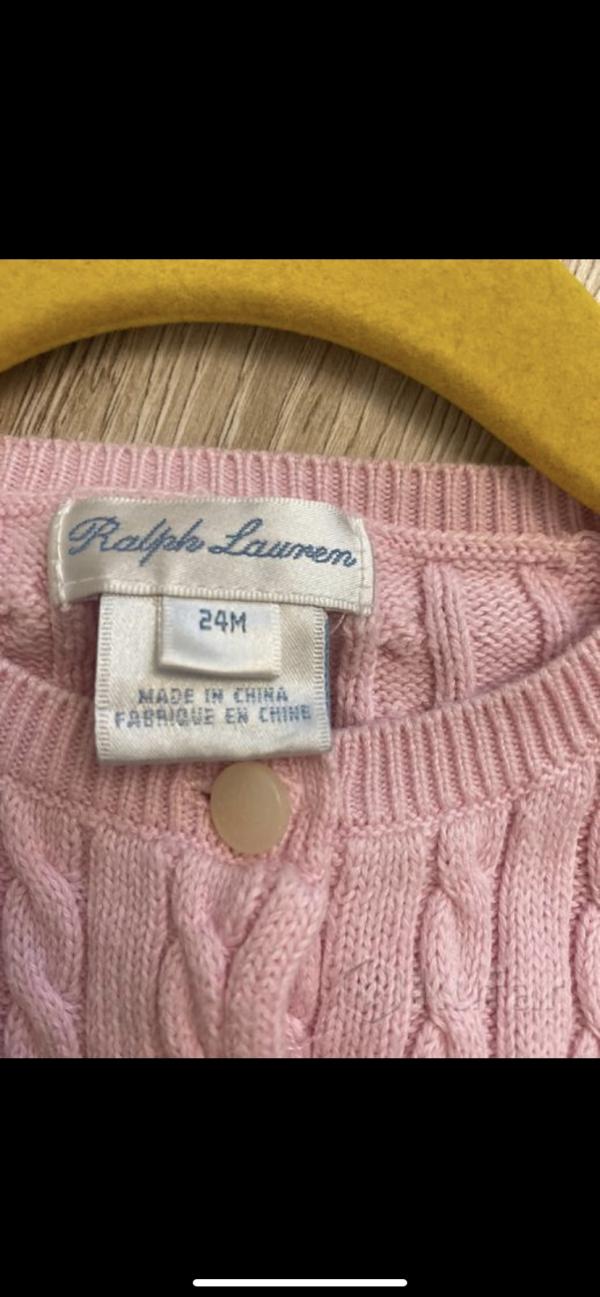 Ralph Lauren
24M
MADE IN CHINA
FABRIQUE EN CHINE